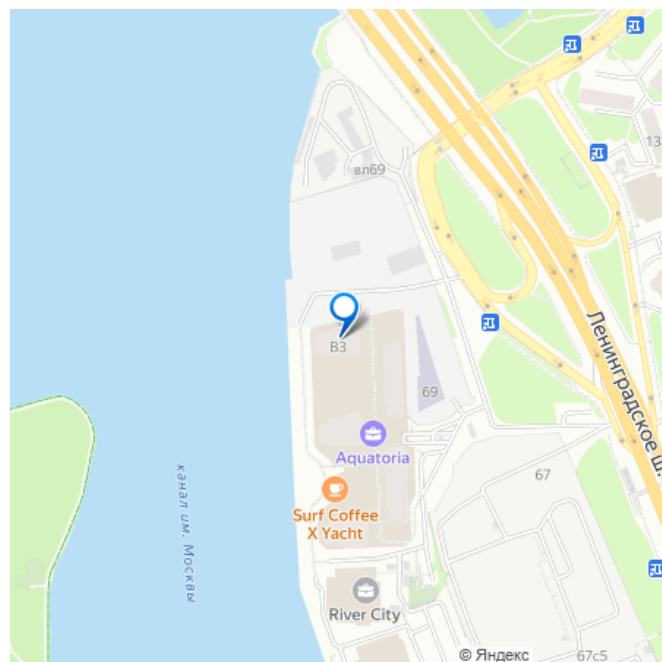 13
вл69
В3
69
Ленинградское ш.
Aquatoria
67
Surf Coffee
X Yacht
канал им. Москвы
River City
67с5
© Яндекс